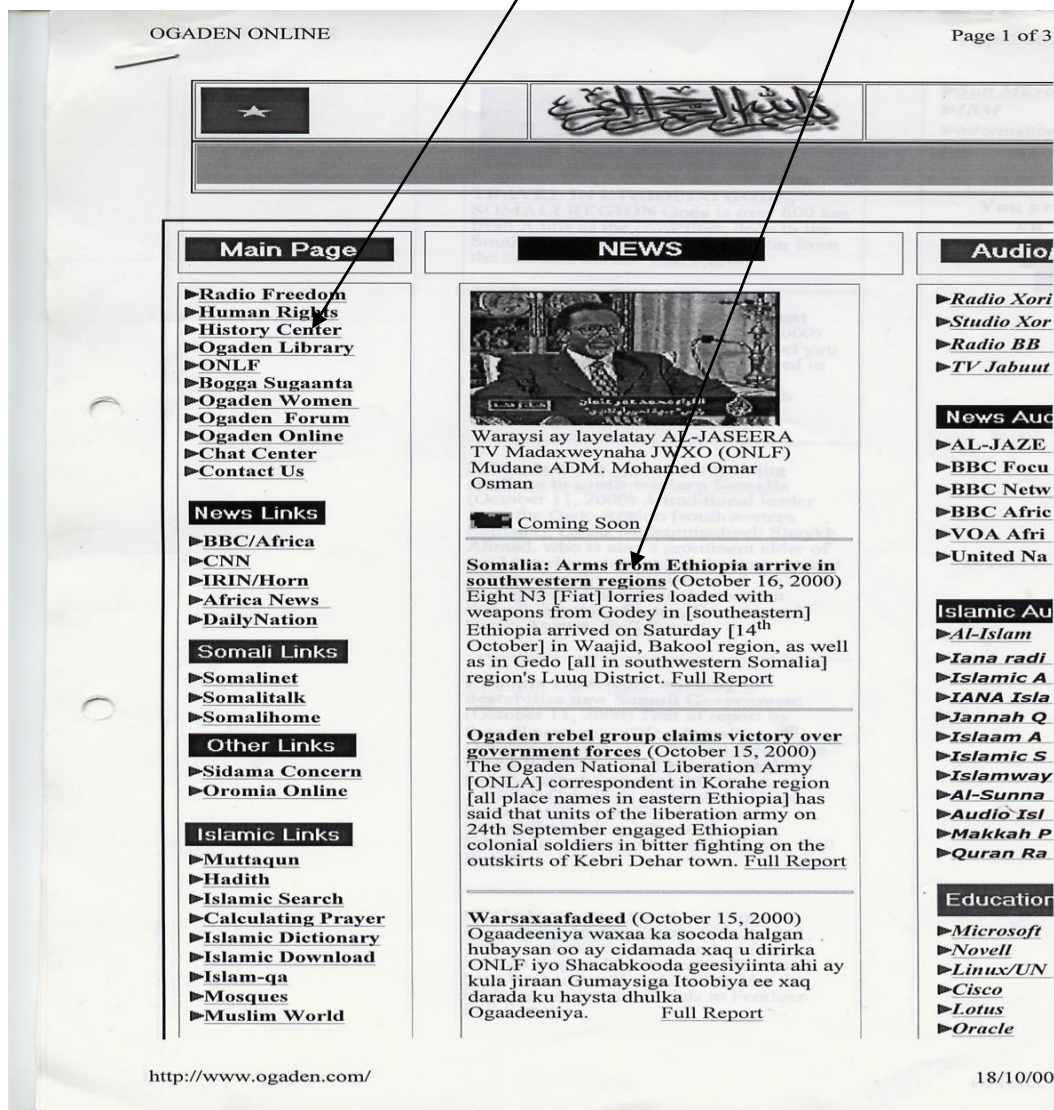 OGADEN ONLINE
Page 1 of 3
Main Page
►Radio Freedom
►Human Rights
►History Center
►Ogaden Library
►ONLF
►Bogga Sugaanta
►Ogaden Women
►Ogaden Forum
►Ogaden Online
►Chat Center
►Contact Us
News Links
►BBC/Africa
►CNN
►IRIN/Horn
►Africa News
►DailyNation
Somali Links
►Somalinet
►Somalitalk
►Somalihome
Other Links
►Sidama Concern
►Oromia Online
Islamic Links
►Muttaqun
►Hadith
►Islamic Search
►Calculating Prayer
►Islamic Dictionary
►Islamic Download
►Islam-qa
►Mosques
►Muslim World
NEWS
Waraysi ay layelatay AL-JASEERA
TV Madaxweynaha JWXO (ONLF)
Mudane ADM. Mohamed Omar
Osman
Coming Soon
Somalia: Arms from Ethiopia arrive in
southwestern regions (October 16, 2000)
Eight N3 [Fiat] lorries loaded with
weapons from Godey in [southeastern]
Ethiopia arrived on Saturday [14th
October] in Waajid, Bakool region, as well
as in Gedo [all in southwestern Somalia]
region's Luuq District. Full Report
Ogaden rebel group claims victory over
government forces (October 15, 2000)
The Ogaden National Liberation Army
[ONLA] correspondent in Korahe region
[all place names in eastern Ethiopia] has
said that units of the liberation army on
24th September engaged Ethiopian
colonial soldiers in bitter fighting on the
outskirts of Kebri Dehar town. Full Report
Warsaxaafadeed (October 15, 2000)
Ogaadeeniya waxaa ka socoda halgan
hubaysan oo ay cidamada xaq u dirirka
ONLF iyo Shacabkooda geesiyiinta ahi ay
kula jiraan Gumaysiga Itoobiya ee xaq
darada ku haysta dhulka
Ogaadeeniya. Full Report
Audio/
►Radio Xori
►Studio Xor
►Radio BB
►TV Jabuut
News Aud
►AL-JAZE
►BBC Focu
►BBC Netw
►BBC Afric
►VOA Afri
►United Na
Islamic Au
►Al-Islam
►Iana radi
►Islamic A
►IANA Isla
►Jannah Q
►Islaam A
►Islamic S
►Islamway
►Al-Sunna
►Audio Isl
►Makkah P
►Quran Ra
Education
►Microsoft
►Novell
►Linux/UN
►Cisco
►Lotus
►Oracle
http://www.ogaden.com/
18/10/00